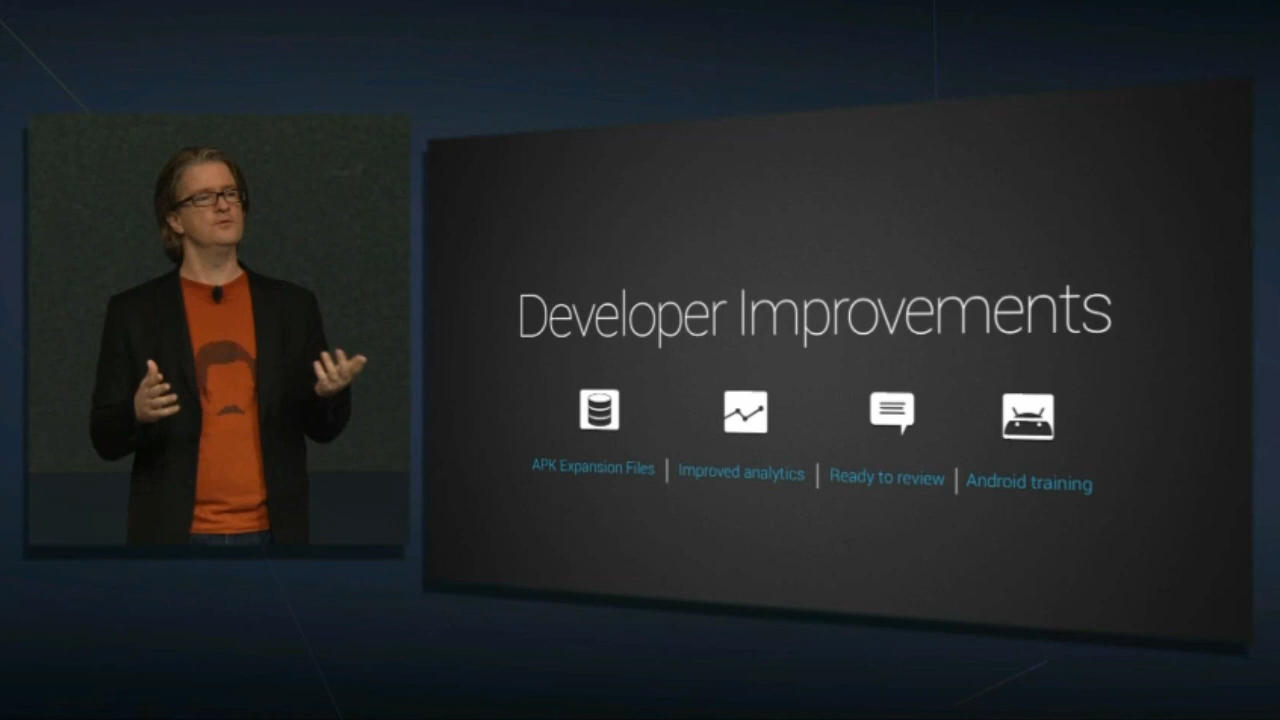 Developer Improvements
APK Expansion Files | Improved analytics | Ready to review | Android training